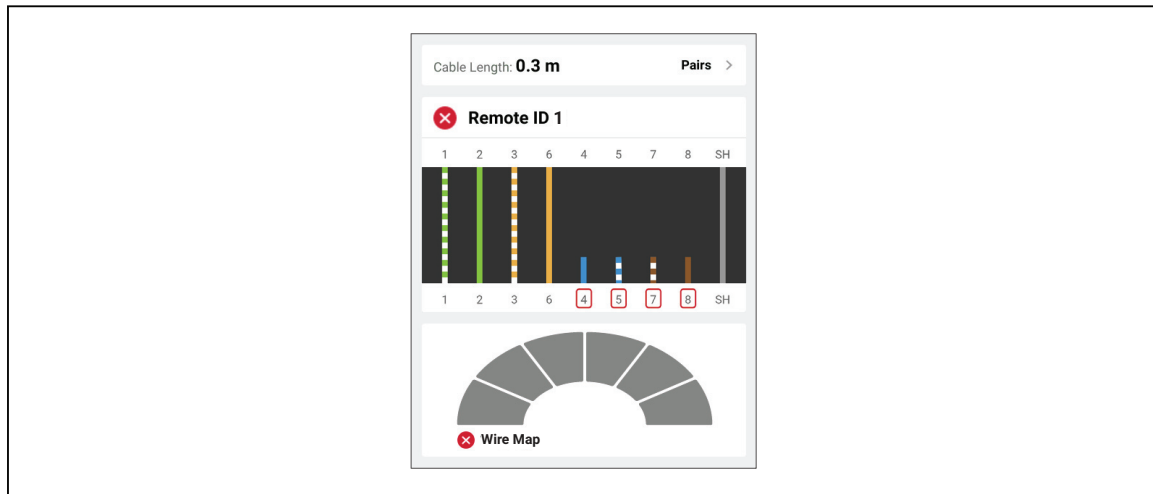 Cable Length: 0.3 m Pairs >
Remote ID 1
1 2 3 6 4 5 7 8 SH
1 2 3 6 4 5 7 8 SH
Wire Map